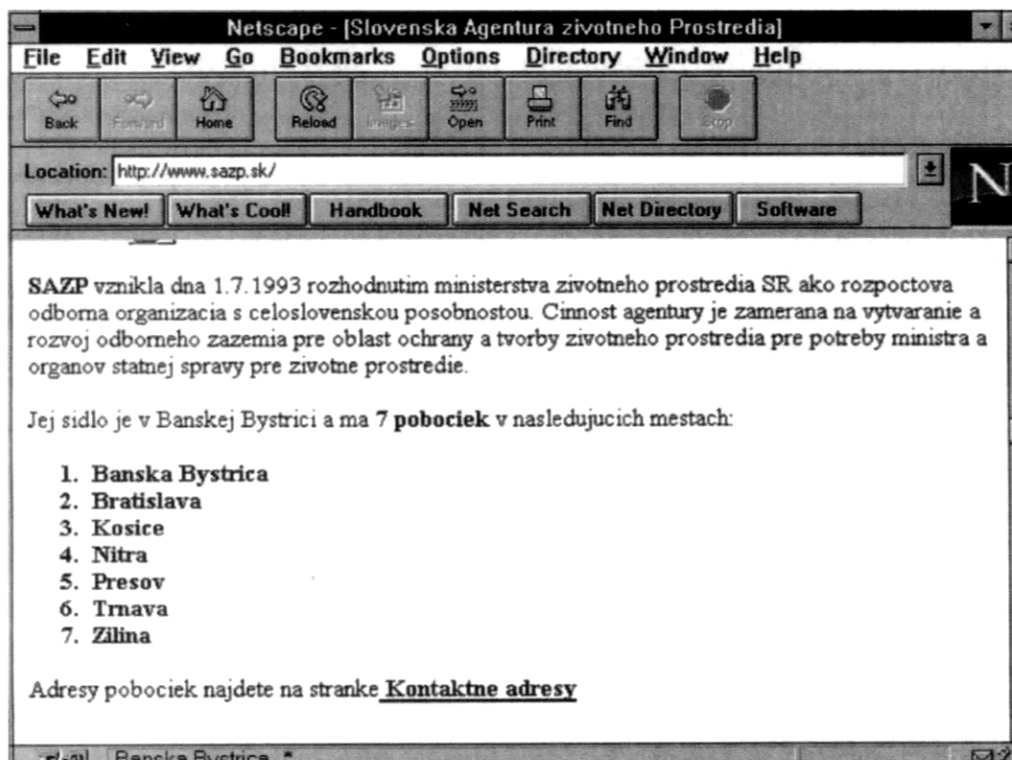 Netscape - [Slovenska Agentura zivotneho Prostredia]
File Edit View Go Bookmarks Options Directory Window Help
Back Forward Home Reload Images Open Print Find Stop
Location: http://www.sazp.sk/
N
What's New! What's Cool! Handbook Net Search Net Directory Software
SAZP vznikla dna 1.7.1993 rozhodnutim ministerstva zivotneho prostredia SR ako rozpoctova
odborna organizacia s celoslovenskou posobnostou. Cinnost agentury je zamerana na vytvaranie a
rozvoj odborneho zazemia pre oblast ochrany a tvorby zivotneho prostredia pre potreby ministra a
organov statnej spravy pre zivotne prostredie.
Jej sidlo je v Banskej Bystrici a ma 7 pobociek v nasledujucich mestach:
1. Banska Bystrica
2. Bratislava
3. Kosice
4. Nitra
5. Presov
6. Trnava
7. Zilina
Adresy pobociek najdete na stranke Kontaktne adresy
Banska Bystrica *